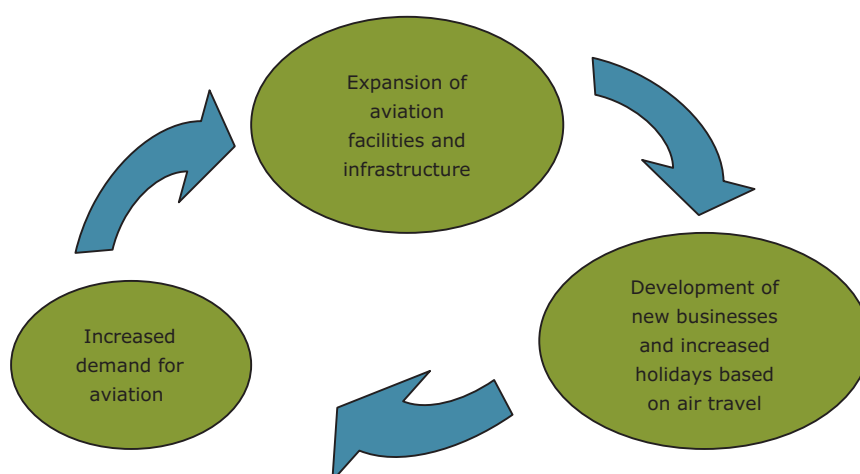 Expansion of
aviation
facilities and
infrastructure
Development of
new businesses
and increased
holidays based
on air travel
Increased
demand for
aviation